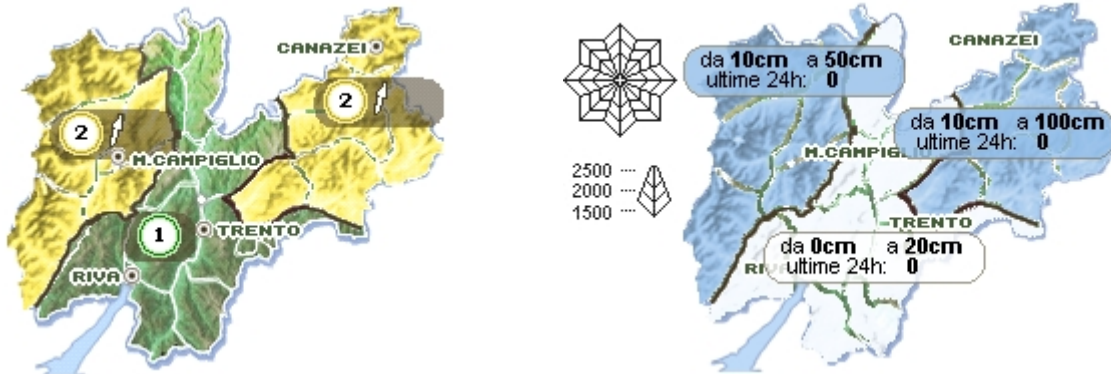 CANAZEI
2
2
M.CAMPIGLIO
1
TRENTO
RIVA
CANAZEI
da 10cm a 50cm
ultime 24h: 0
da 10cm a 100cm
ultime 24h: 0
2500
2000
1500
TRENTO
da 0cm a 20cm
ultime 24h: 0